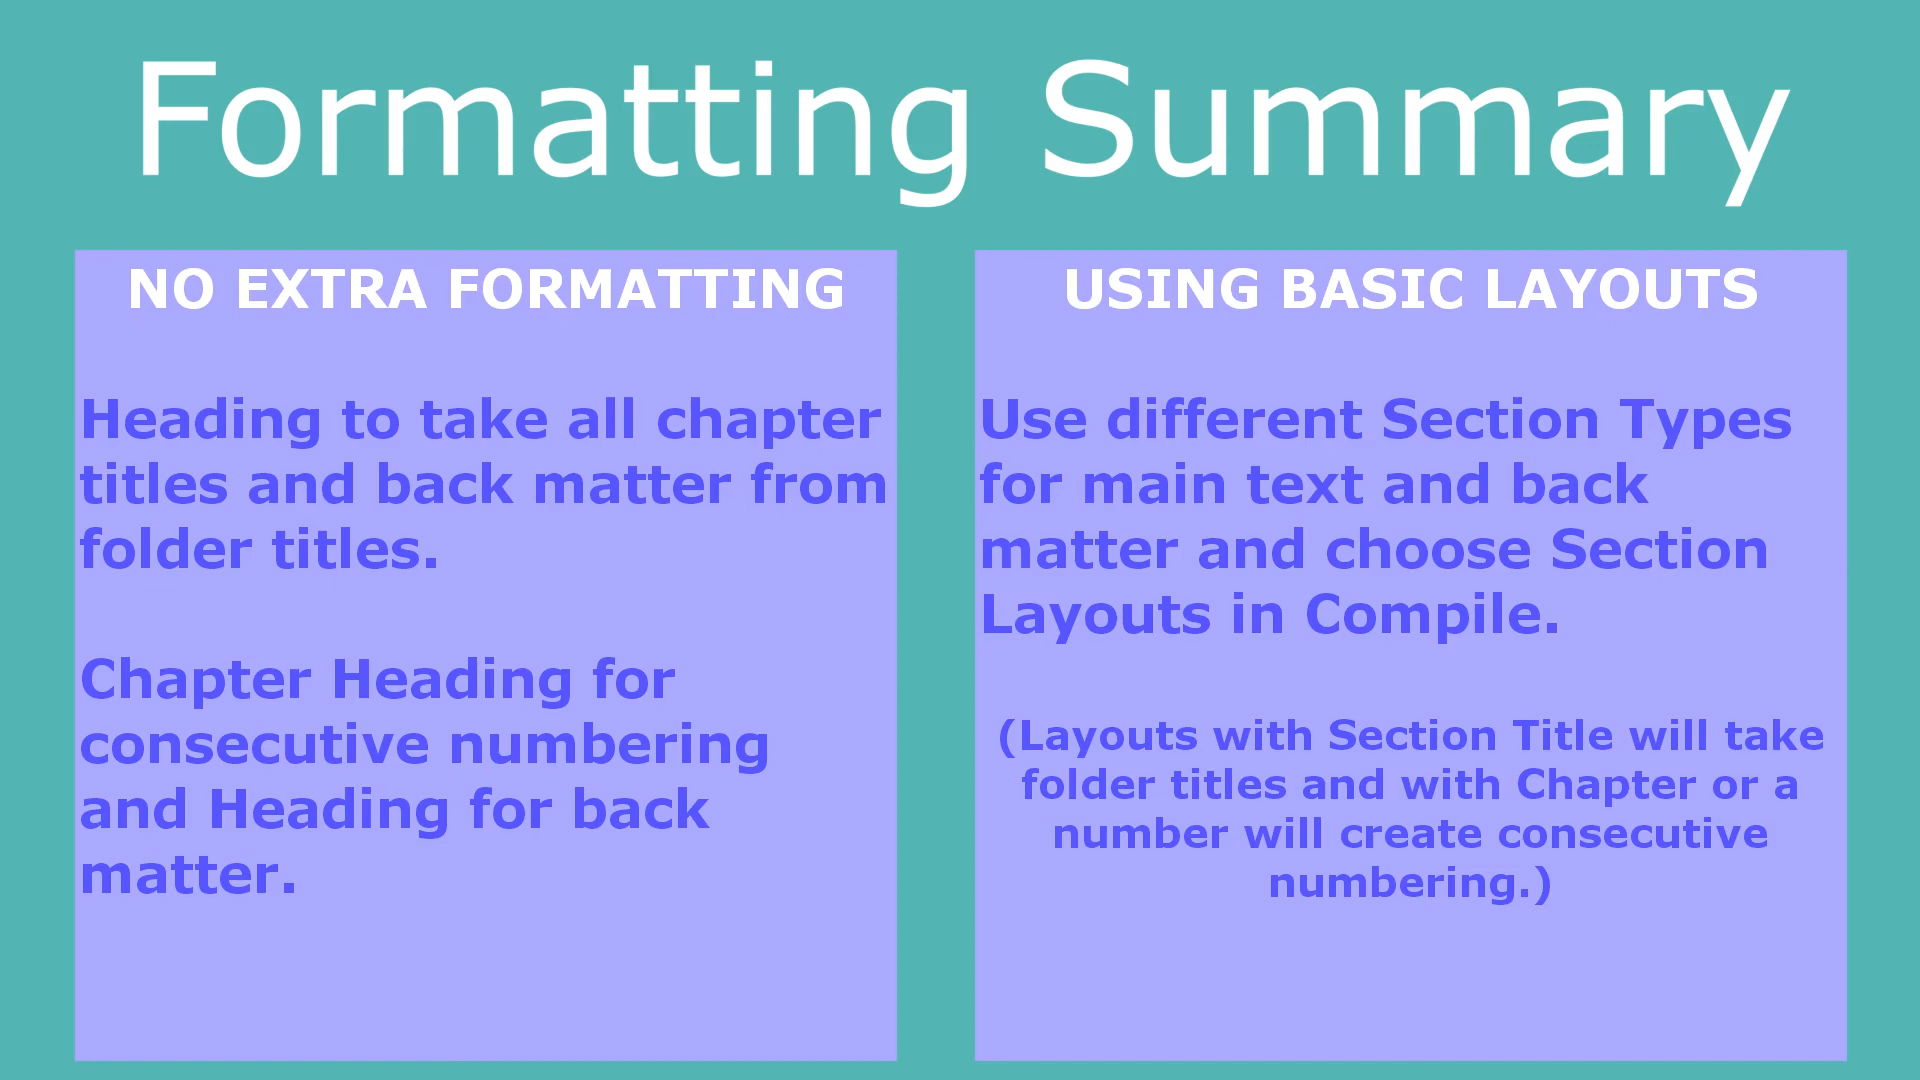 Formatting Summary
NO EXTRA FORMATTING
Heading to take all chapter
titles and back matter from
folder titles.
Chapter Heading for
consecutive numbering
and Heading for back
matter.
USING BASIC LAYOUTS
Use different Section Types
for main text and back
matter and choose Section
Layouts in Compile.
(Layouts with Section Title will take
folder titles and with Chapter or a
number will create consecutive
numbering.)